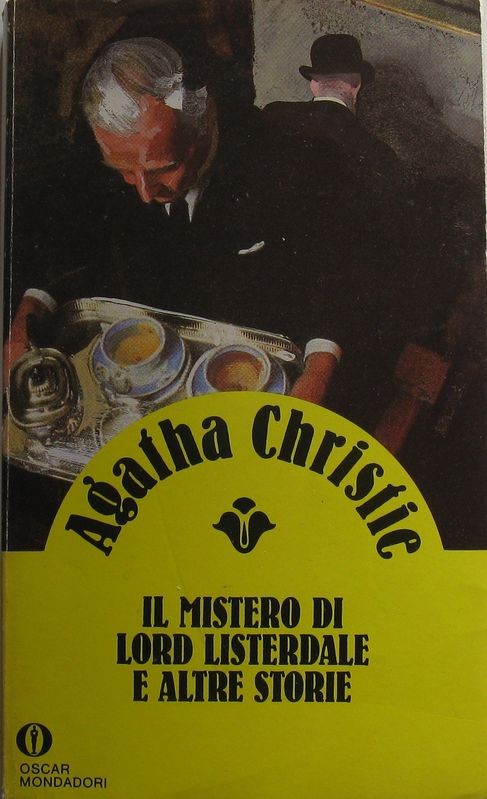 Agatha Christie
IL MISTERO DI
LORD LISTERDALE
E ALTRE STORIE
OSCAR
MONDADORI